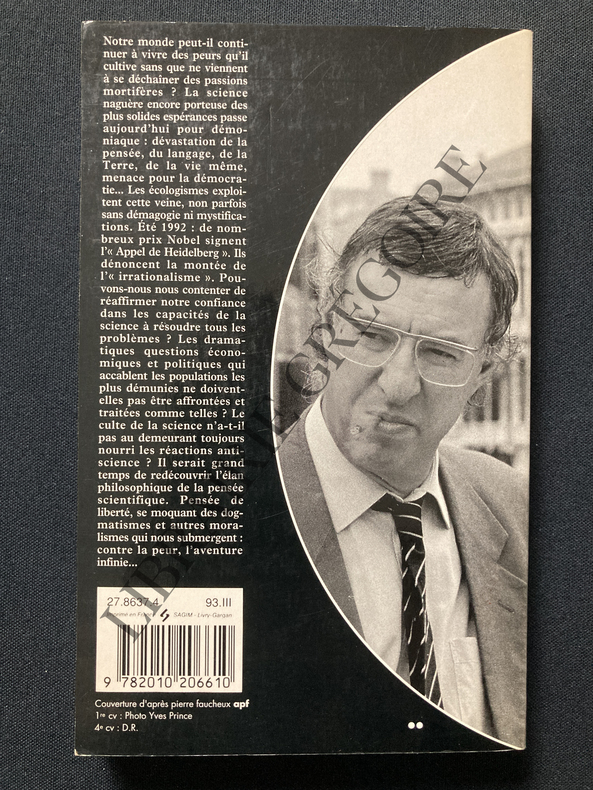 Notre monde peut-il conti-
nuer à vivre des peurs qu'il
cultive sans que ne viennent
à se déchaîner des passions
mortifères ? La science
naguère encore porteuse des
plus solides espérances passe
aujourd'hui pour démo-
niaque : dévastation de la
pensée, du langage, de la
Terre, de la vie même,
menace pour la démocra-
tie... Les écologismes exploi-
tent cette veine, non parfois
sans démagogie ni mystifica-
tions. Été 1992 : de nom-
breux prix Nobel signent
l'« Appel de Heidelberg ». Ils
dénoncent la montée de
l'« irrationalisme ». Pou-
vons-nous nous contenter de
réaffirmer notre confiance
dans les capacités de la
science à résoudre tous les
problèmes ? Les drama-
tiques questions écono-
miques et politiques qui
accablent les populations les
plus démunies ne doivent-
elles pas être affrontées et
traitées comme telles ? Le
culte de la science n'a-t-il
pas au demeurant toujours
nourri les réactions anti-
science ? Il serait grand
temps de redécouvrir l'élan
philosophique de la pensée
scientifique. Pensée de
liberté, se moquant des dog-
matismes et autres mora-
lismes qui nous submergent :
contre la peur, l'aventure
infinie...
27.8637.4 93.III
Imprimé en France SAGIM - Livry-Gargan
9 782010 206610
Couverture d'après pierre faucheux apf
1re cv : Photo Yves Prince
4e cv : D.R.
LIBRAIRIE GREGOIRE